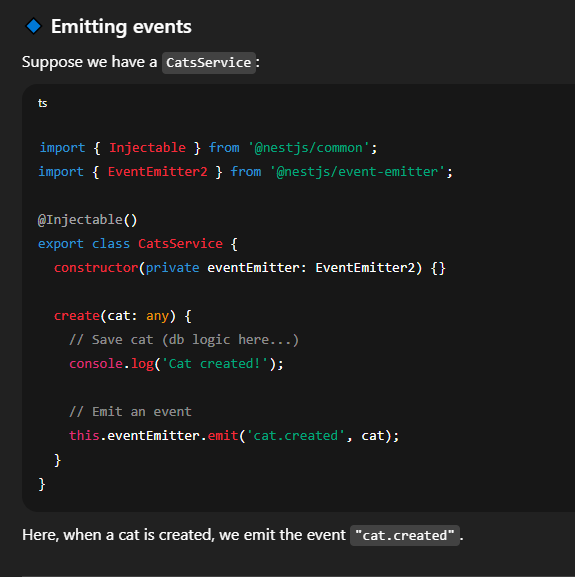 Emitting events
Suppose we have a CatsService:
ts
import { Injectable } from '@nestjs/common';
import { EventEmitter2 } from '@nestjs/event-emitter';
@Injectable()
export class CatsService {
constructor(private eventEmitter: EventEmitter2) {}
create(cat: any) {
// Save cat (db logic here...)
console.log('Cat created!');
// Emit an event
this.eventEmitter.emit('cat.created', cat);
}
}
Here, when a cat is created, we emit the event "cat.created".